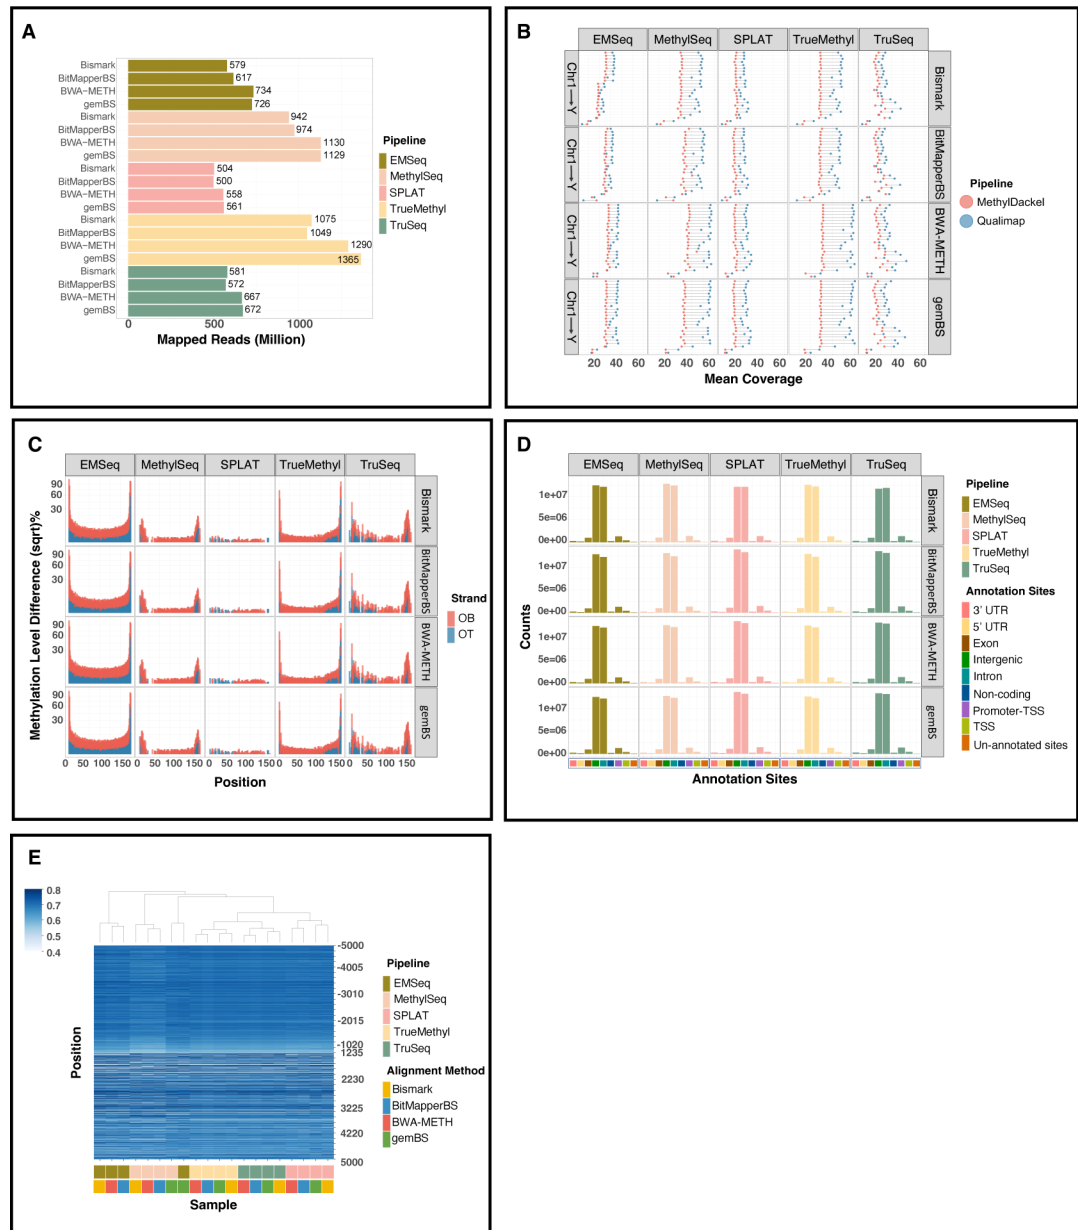 A
Bismark 579
BitMapperBS 617
BWA-METH 734
gemBS 726
Bismark 942
BitMapperBS 974
BWA-METH 1130
gemBS 1129
Bismark 504
BitMapperBS 500
BWA-METH 558
gemBS 561
Bismark 1075
BitMapperBS 1049
BWA-METH 1290
gemBS 1365
Bismark 581
BitMapperBS 572
BWA-METH 667
gemBS 672
0 500 1000
Mapped Reads (Million)
Pipeline
EMSeq
MethylSeq
SPLAT
TrueMethyl
TruSeq
B
EMSeq MethylSeq SPLAT TrueMethyl TruSeq
Chr1→Y
Chr1→Y
Chr1→Y
Chr1→Y
Bismark
BitMapperBS
BWA-METH
gemBS
20 40 60 20 40 60 20 40 60 20 40 60 20 40 60
Mean Coverage
Pipeline
MethylDackel
Qualimap
C
EMSeq MethylSeq SPLAT TrueMethyl TruSeq
90
60
30
90
60
30
90
60
30
90
60
30
Methylation Level Difference (sqrt)%
Bismark
BitMapperBS
BWA-METH
gemBS
0 50 100 150 0 50 100 150 0 50 100 150 0 50 100 150 0 50 100 150
Position
Strand
OB
OT
D
EMSeq MethylSeq SPLAT TrueMethyl TruSeq
1e+07
5e+06
0e+00
1e+07
5e+06
0e+00
1e+07
5e+06
0e+00
1e+07
5e+06
0e+00
Counts
Bismark
BitMapperBS
BWA-METH
gemBS
Annotation Sites
Pipeline
EMSeq
MethylSeq
SPLAT
TrueMethyl
TruSeq
Annotation Sites
3' UTR
5' UTR
Exon
Intergenic
Intron
Non-coding
Promoter-TSS
TSS
Un-annotated sites
E
0.8
0.7
0.6
0.5
0.4
-5000
-4005
-3010
-2015
-1020
1235
2230
3225
4220
5000
Position
Sample
Pipeline
EMSeq
MethylSeq
SPLAT
TrueMethyl
TruSeq
Alignment Method
Bismark
BitMapperBS
BWA-METH
gemBS